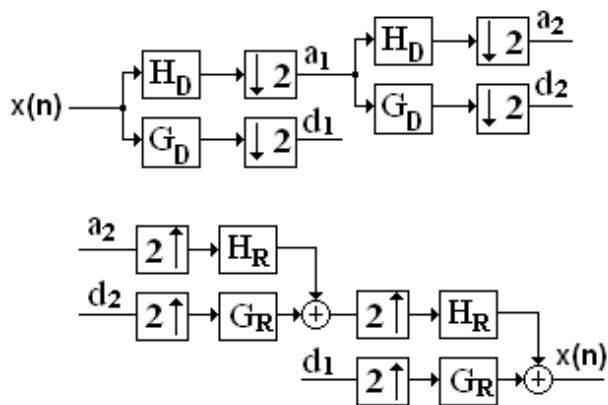 x(n) H_D ↓ 2 a_1 H_D ↓ 2 a_2
G_D ↓ 2 d_1 G_D ↓ 2 d_2
a_2 2 ↑ H_R
d_2 2 ↑ G_R + 2 ↑ H_R
d_1 2 ↑ G_R + x(n)